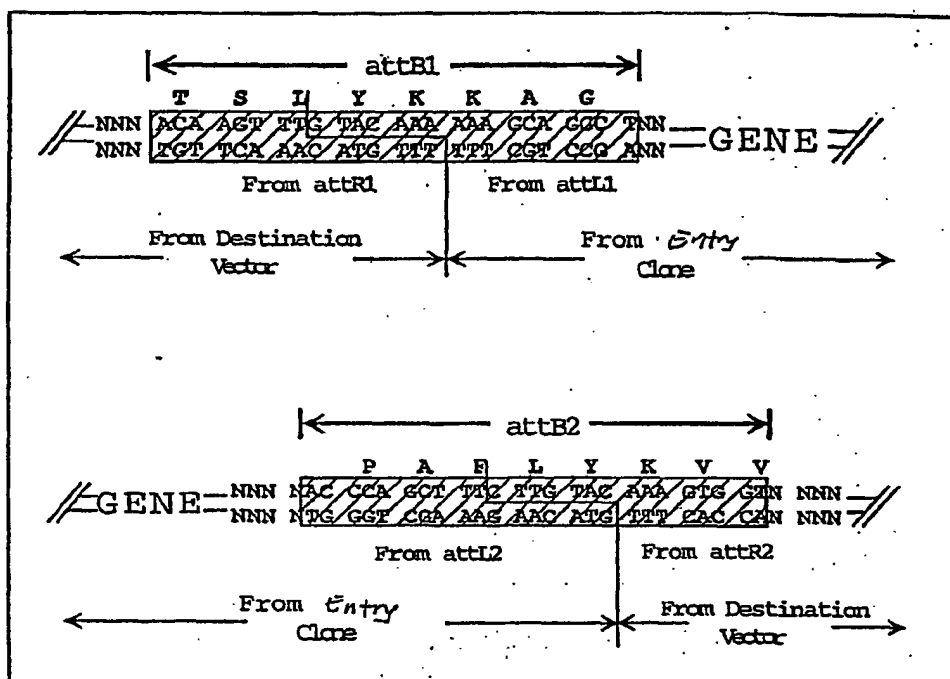 attB1
T S L Y K K A G
NNN ACA AGT TTG TAC AAA AAA GCA GGC TNN GENE
NNN TGT TCA AAC ATG TTT TTT CGT CCG ANN
From attR1 From attL1
From Destination From Entry
Vector Clone
attB2
P A F L Y K V V
GENE NNN NAC CCA GCT TTC TTG TAC AAA GTG GTN NNN
NNN NTG GGT CGA AAG AAC ATG TTT CAC CAN NNN
From attL2 From attR2
From Entry From Destination
Clone Vector